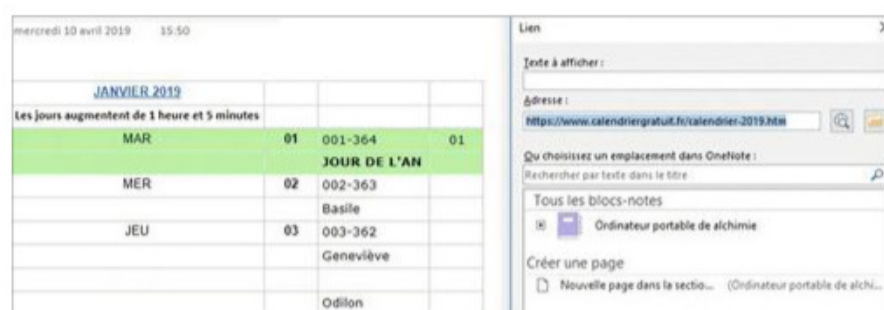 mercredi 10 avril 2019 15:50
JANVIER 2019
Les jours augmentent de 1 heure et 5 minutes
MAR 01 001-364 01
JOUR DE L'AN
MER 02 002-363
Basile
JEU 03 003-362
Geneviève
Odilon
Lien
Texte à afficher :
Adresse :
https://www.calendriergratuit.fr/calendrier-2019.htm
Ou choisissez un emplacement dans OneNote :
Rechercher par texte dans le titre
Tous les blocs-notes
Ordinateur portable de alchimie
Créer une page
Nouvelle page dans la sectio... (Ordinateur portable de alchi...